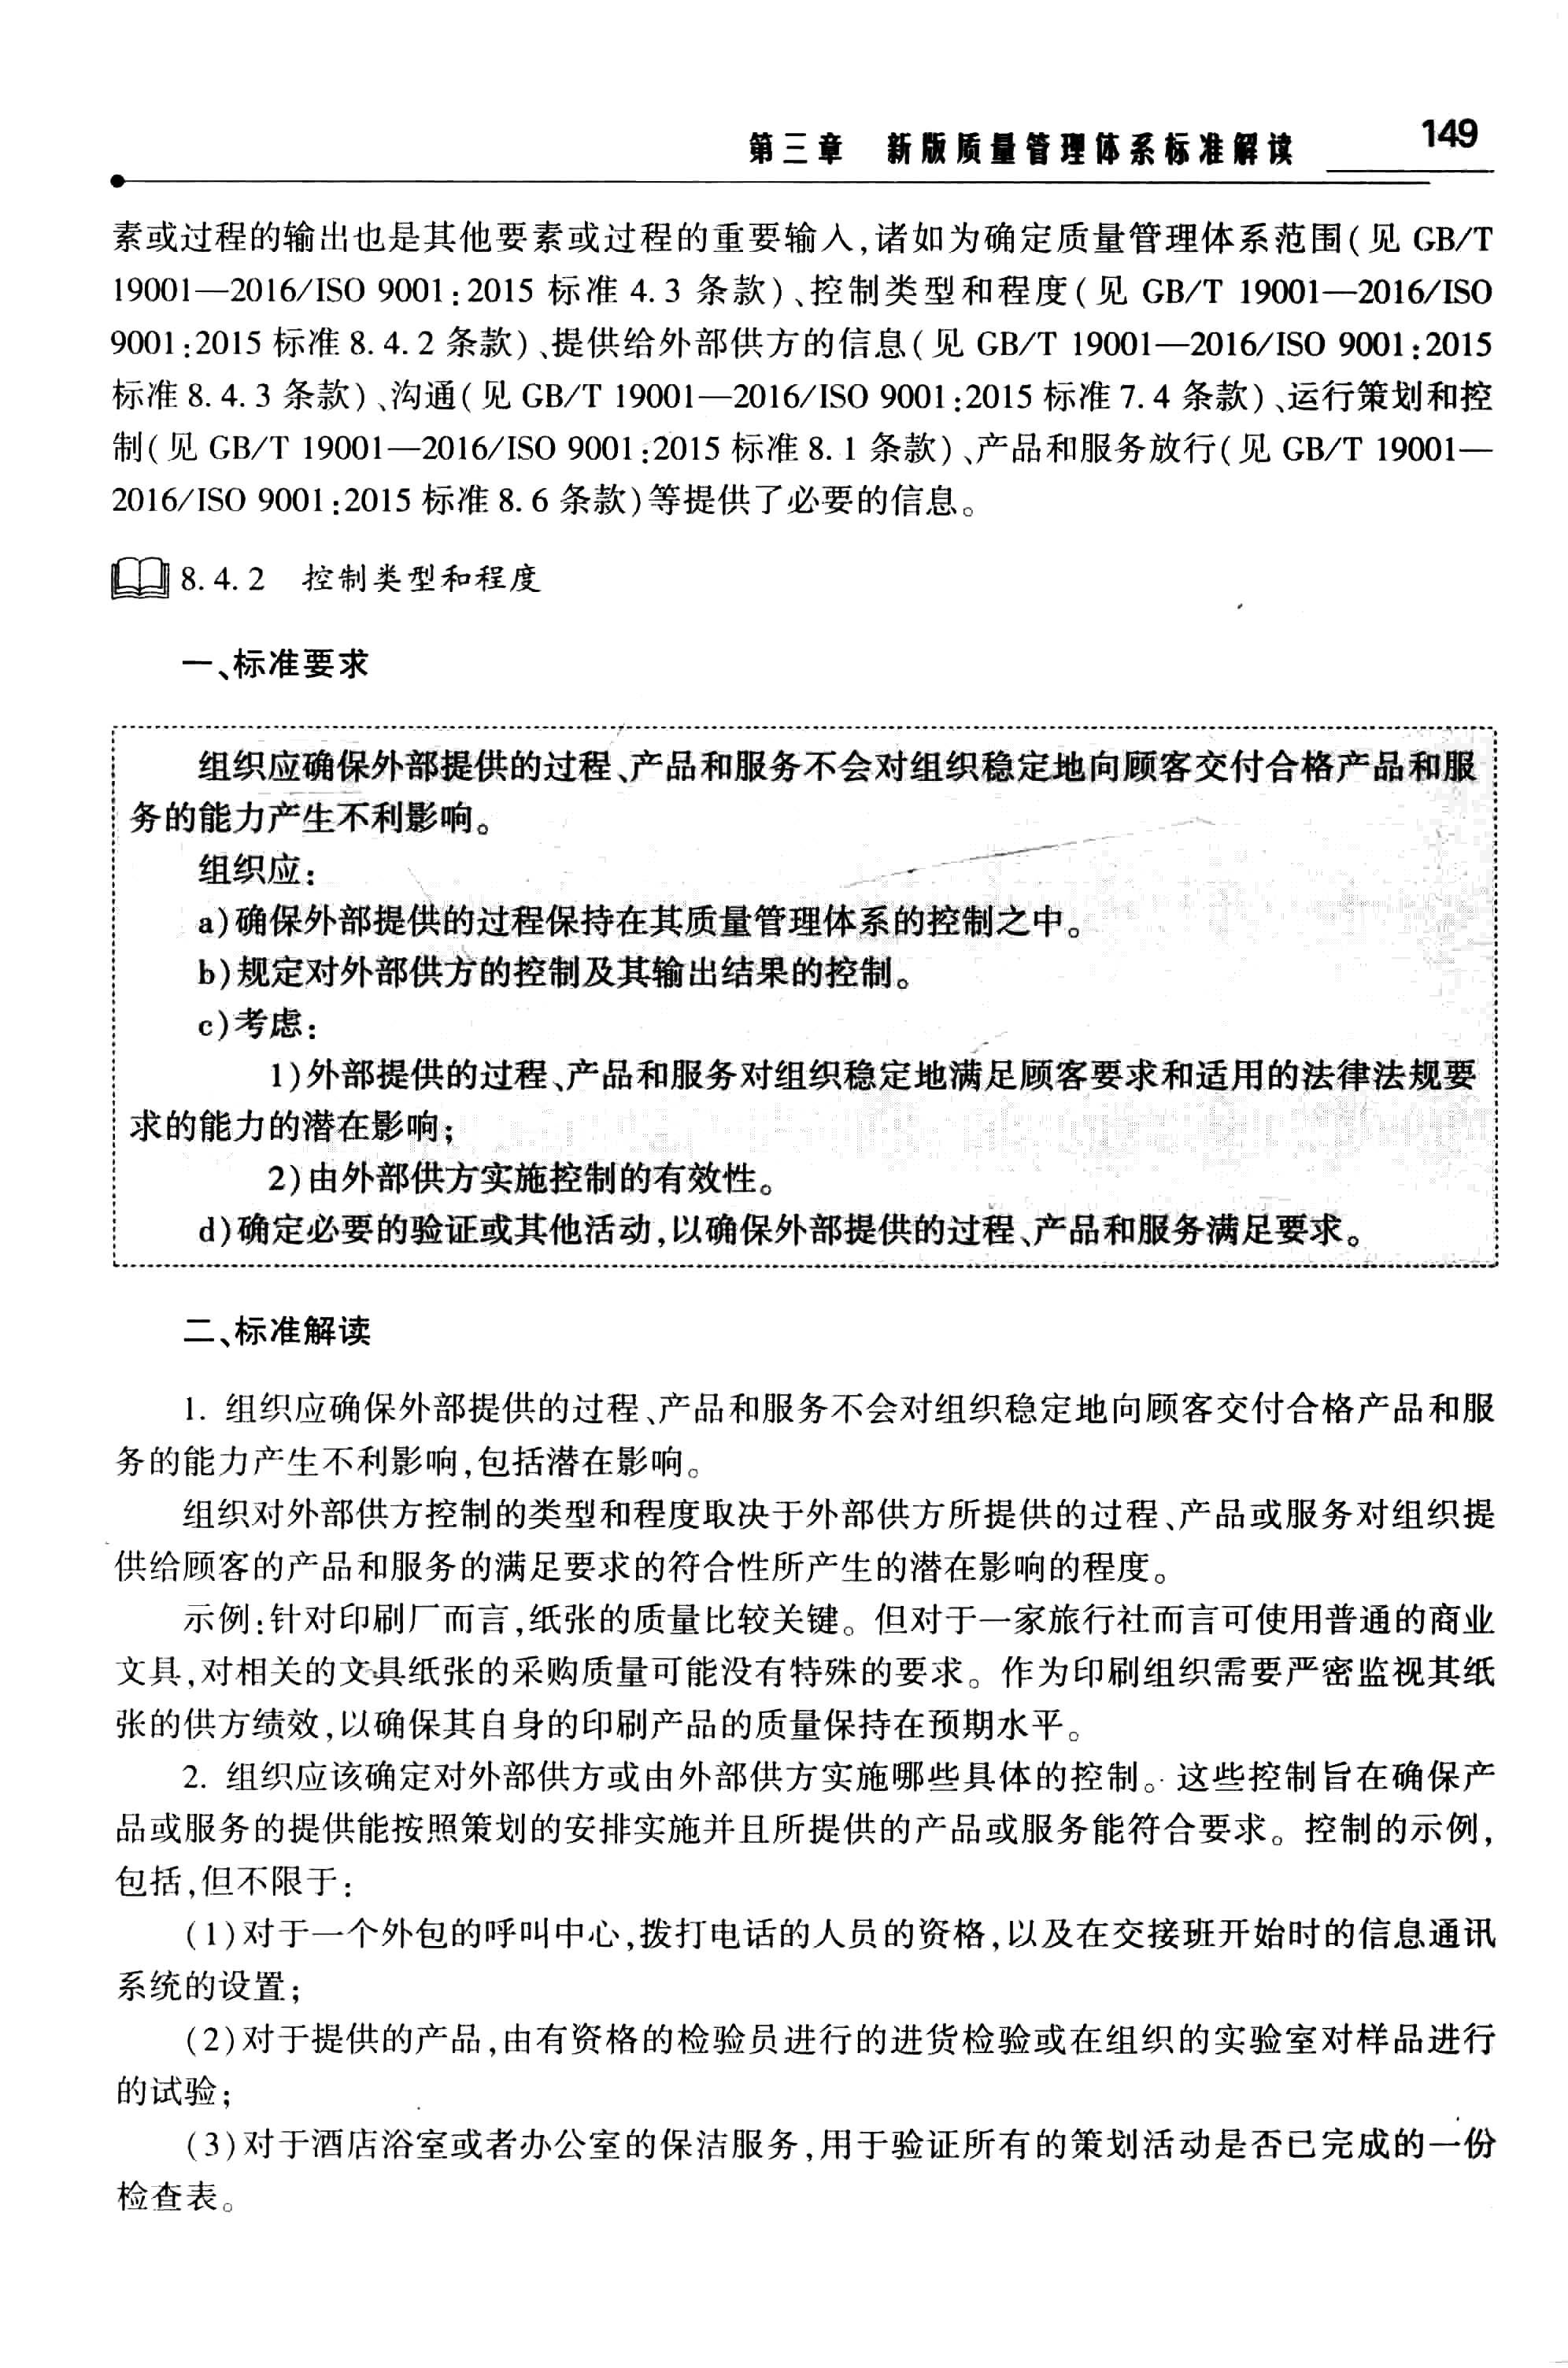 第三章　新版质量管理体系标准解读
149
素或过程的输出也是其他要素或过程的重要输入,诸如为确定质量管理体系范围(见 GB/T
19001—2016/ISO 9001:2015 标准 4.3 条款)、控制类型和程度(见 GB/T 19001—2016/ISO
9001:2015 标准 8.4.2 条款)、提供给外部供方的信息(见 GB/T 19001—2016/ISO 9001:2015
标准 8.4.3 条款)、沟通(见 GB/T 19001—2016/ISO 9001:2015 标准 7.4 条款)、运行策划和控
制(见 GB/T 19001—2016/ISO 9001:2015 标准 8.1 条款)、产品和服务放行(见 GB/T 19001—
2016/ISO 9001:2015 标准 8.6 条款)等提供了必要的信息。
8.4.2　控制类型和程度
一、标准要求
组织应确保外部提供的过程、产品和服务不会对组织稳定地向顾客交付合格产品和服
务的能力产生不利影响。
组织应:
a)确保外部提供的过程保持在其质量管理体系的控制之中。
b)规定对外部供方的控制及其输出结果的控制。
c)考虑:
1)外部提供的过程、产品和服务对组织稳定地满足顾客要求和适用的法律法规要
求的能力的潜在影响;
2)由外部供方实施控制的有效性。
d)确定必要的验证或其他活动,以确保外部提供的过程、产品和服务满足要求。
二、标准解读
1. 组织应确保外部提供的过程、产品和服务不会对组织稳定地向顾客交付合格产品和服
务的能力产生不利影响,包括潜在影响。
组织对外部供方控制的类型和程度取决于外部供方所提供的过程、产品或服务对组织提
供给顾客的产品和服务的满足要求的符合性所产生的潜在影响的程度。
示例:针对印刷厂而言,纸张的质量比较关键。但对于一家旅行社而言可使用普通的商业
文具,对相关的文具纸张的采购质量可能没有特殊的要求。作为印刷组织需要严密监视其纸
张的供方绩效,以确保其自身的印刷产品的质量保持在预期水平。
2. 组织应该确定对外部供方或由外部供方实施哪些具体的控制。这些控制旨在确保产
品或服务的提供能按照策划的安排实施并且所提供的产品或服务能符合要求。控制的示例,
包括,但不限于:
(1)对于一个外包的呼叫中心,拨打电话的人员的资格,以及在交接班开始时的信息通讯
系统的设置;
(2)对于提供的产品,由有资格的检验员进行的进货检验或在组织的实验室对样品进行
的试验;
(3)对于酒店浴室或者办公室的保洁服务,用于验证所有的策划活动是否已完成的一份
检查表。